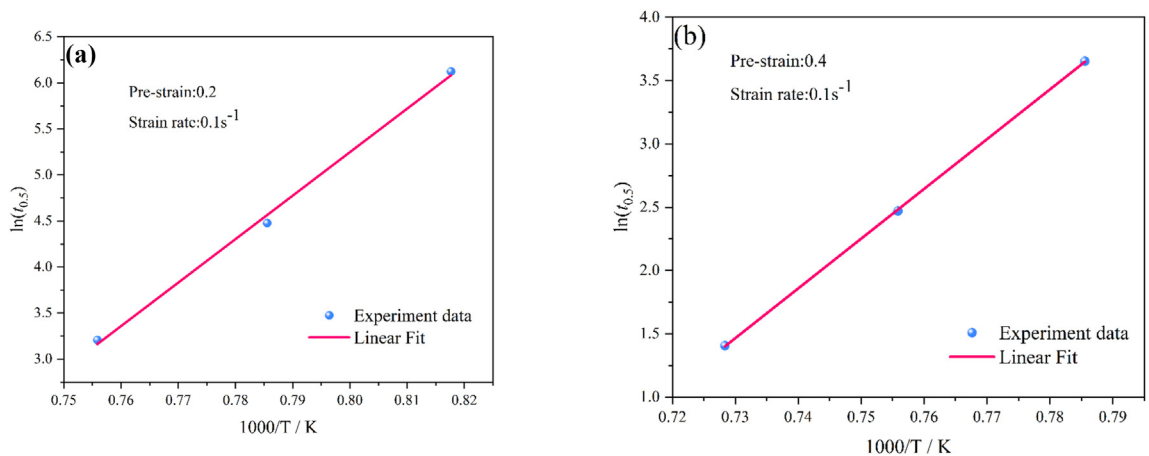 (a)
Pre-strain:0.2
Strain rate:0.1s⁻¹
6.5
6.0
5.5
5.0
4.5
4.0
3.5
3.0
ln(t0.5)
Experiment data
Linear Fit
0.75 0.76 0.77 0.78 0.79 0.80 0.81 0.82
1000/T / K
(b)
Pre-strain:0.4
Strain rate:0.1s⁻¹
4.0
3.5
3.0
2.5
2.0
1.5
1.0
ln(t0.5)
Experiment data
Linear Fit
0.72 0.73 0.74 0.75 0.76 0.77 0.78 0.79
1000/T / K